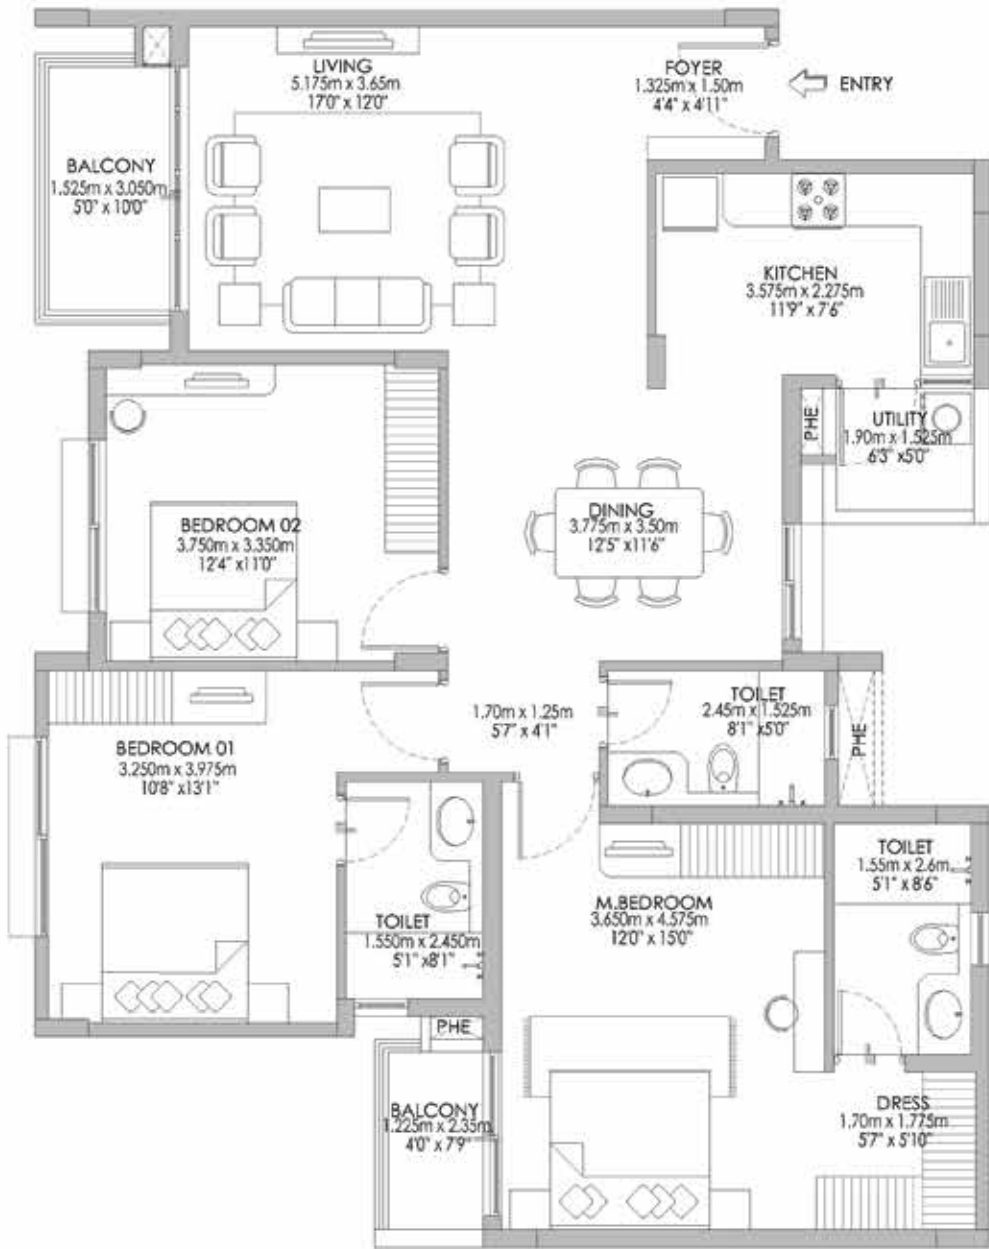 LIVING
5.175m x 3.65m
17'0" x 12'0"
FOYER
1.325m x 1.50m
4'4" x 4'11"
ENTRY
BALCONY
1.525m x 3.050m
5'0" x 10'0"
KITCHEN
3.575m x 2.275m
11'9" x 7'6"
PHE
UTILITY
1.90m x 1.525m
6'3" x5'0"
BEDROOM 02
3.750m x 3.350m
12'4" x11'0"
DINING
3.775m x 3.50m
12'5" x11'6"
BEDROOM 01
3.250m x 3.975m
10'8" x13'1"
1.70m x 1.25m
5'7" x 4'1"
TOILET
2.45m x 1.525m
8'1" x5'0"
PHE
TOILET
1.550m x 2.450m
5'1" x8'1"
M.BEDROOM
3.650m x 4.575m
12'0" x 15'0"
TOILET
1.55m x 2.6m
5'1" x 8'6"
PHE
BALCONY
1.225m x 2.35m
4'0" x 7'9"
DRESS
1.70m x 1.775m
5'7" x 5'10"